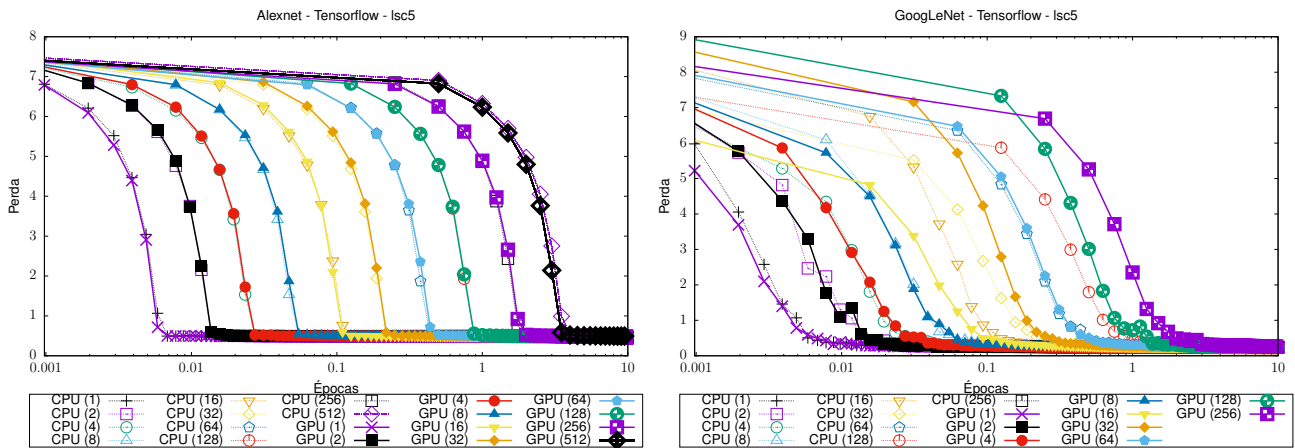 Alexnet - Tensorflow - lsc5
8
7
6
5
4
3
2
1
0
Perda
0.001 0.01 0.1 1 10
Épocas
CPU (1) CPU (16) CPU (256) GPU (4) GPU (64)
CPU (2) CPU (32) CPU (512) GPU (8) GPU (128)
CPU (4) CPU (64) GPU (1) GPU (16) GPU (256)
CPU (8) CPU (128) GPU (2) GPU (32) GPU (512)
GoogLeNet - Tensorflow - lsc5
9
8
7
6
5
4
3
2
1
0
Perda
0.001 0.01 0.1 1 10
Épocas
CPU (1) CPU (16) CPU (256) GPU (8) GPU (128)
CPU (2) CPU (32) GPU (1) GPU (16) GPU (256)
CPU (4) CPU (64) GPU (2) GPU (32)
CPU (8) CPU (128) GPU (4) GPU (64)